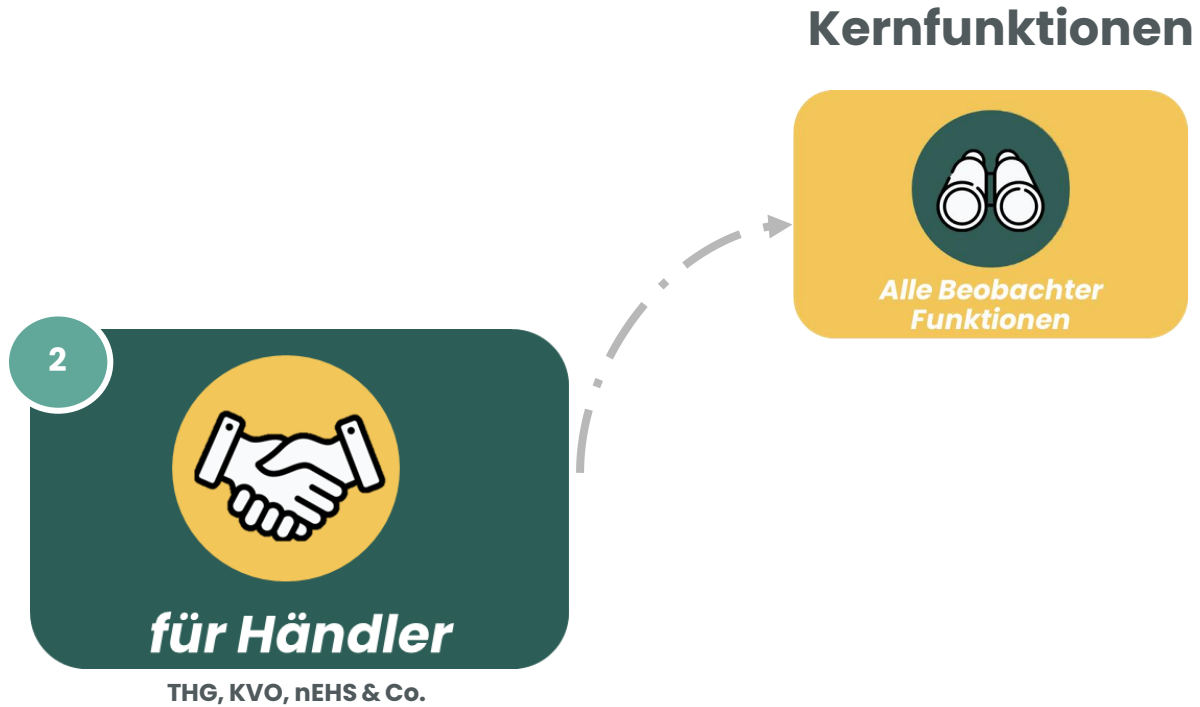 Kernfunktionen
Alle Beobachter
Funktionen
2
für Händler
THG, KVO, nEHS & Co.